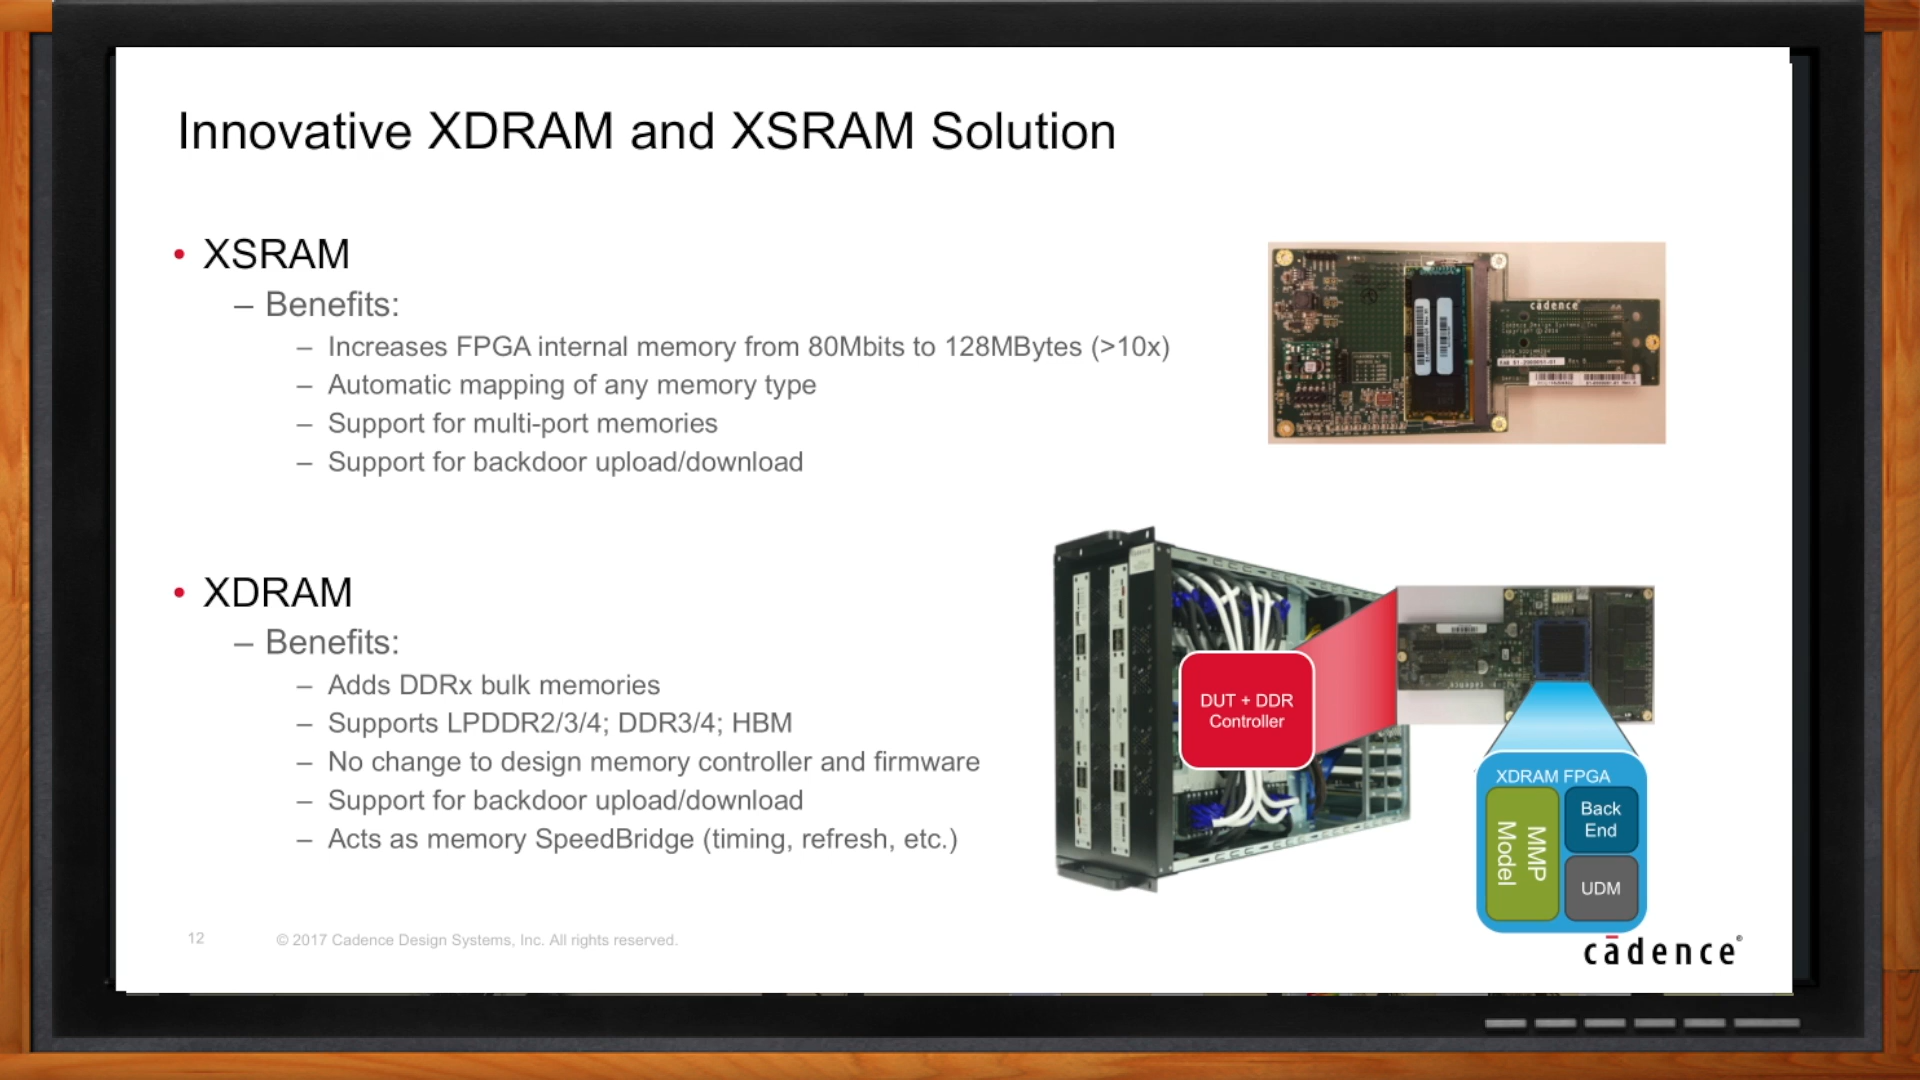 Innovative XDRAM and XSRAM Solution
• XSRAM
– Benefits:
– Increases FPGA internal memory from 80Mbits to 128MBytes (>10x)
– Automatic mapping of any memory type
– Support for multi-port memories
– Support for backdoor upload/download
cādence
• XDRAM
– Benefits:
– Adds DDRx bulk memories
– Supports LPDDR2/3/4; DDR3/4; HBM
– No change to design memory controller and firmware
– Support for backdoor upload/download
– Acts as memory SpeedBridge (timing, refresh, etc.)
DUT + DDR
Controller
XDRAM FPGA
MMP
Model
Back
End
UDM
12
© 2017 Cadence Design Systems, Inc. All rights reserved.
cādence®